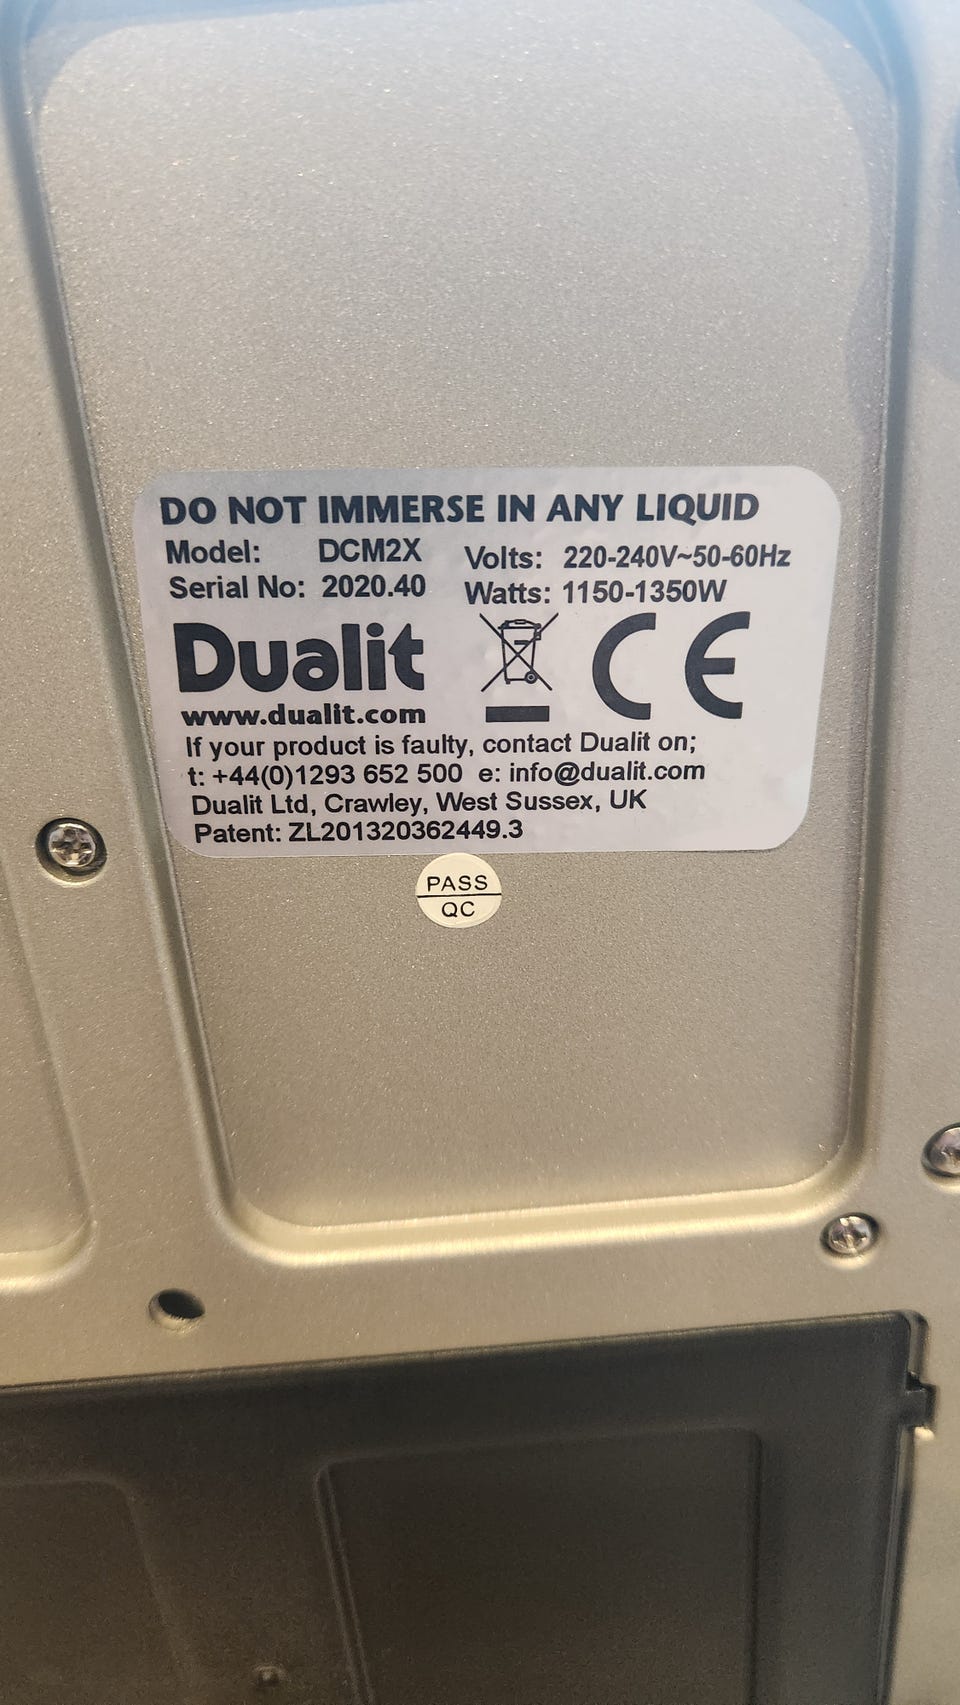 DO NOT IMMERSE IN ANY LIQUID
Model: DCM2X Volts: 220-240V~50-60Hz
Serial No: 2020.40 Watts: 1150-1350W
Dualit CE
www.dualit.com
If your product is faulty, contact Dualit on;
t: +44(0)1293 652 500 e: info@dualit.com
Dualit Ltd, Crawley, West Sussex, UK
Patent: ZL201320362449.3
PASS
QC